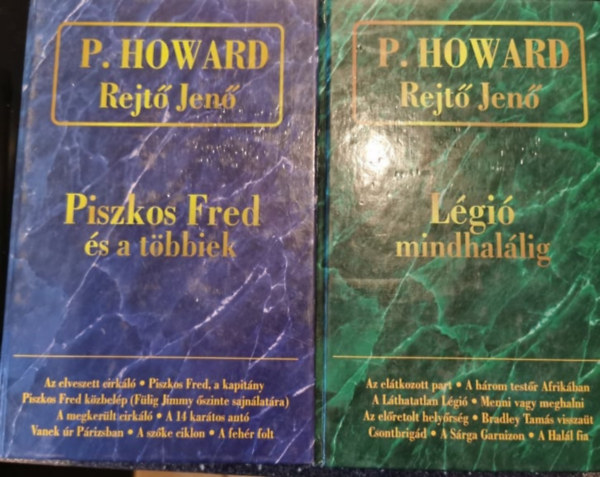 P. HOWARD
Rejtő Jenő
Piszkos Fred
és a többiek
Az elveszett cirkáló • Piszkos Fred, a kapitány
Piszkos Fred közbelép (Fülig Jimmy őszinte sajnálatára)
A megkerült cirkáló • A 14 karátos autó
Vanek úr Párizsban • A szőke ciklon • A fehér folt
P. HOWARD
Rejtő Jenő
Légió
mindhalálig
Az elátkozott part • A három testőr Afrikában
A Láthatatlan Légió • Menni vagy meghalni
Az előretolt helyőrség • Bradley Tamás visszaüt
Csontbrigád • A Sárga Garnizon • A Halál fia